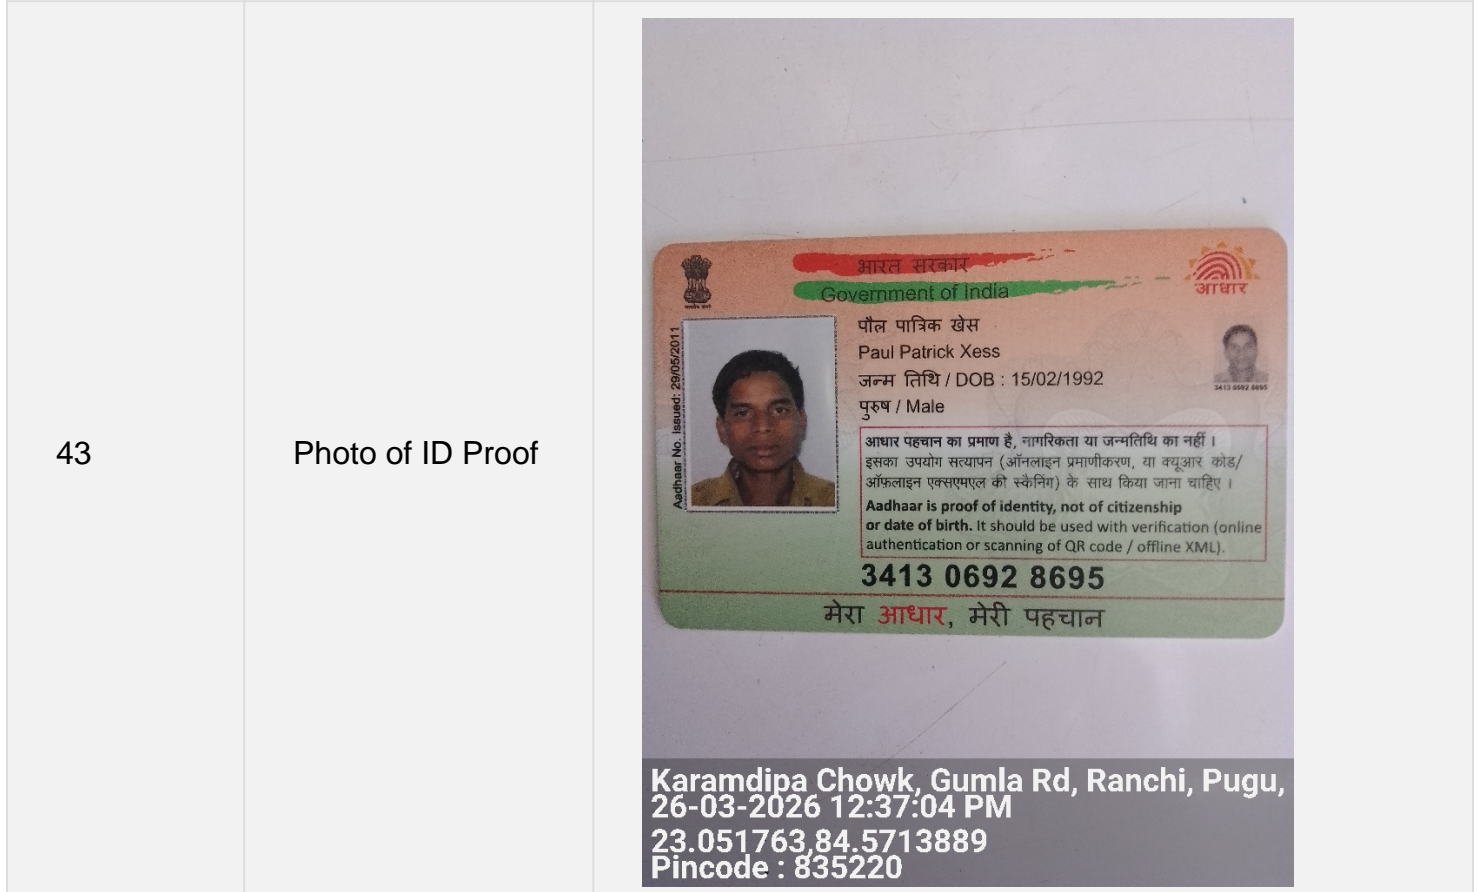 43
Photo of ID Proof
भारत सरकार
Government of India
आधार
Aadhaar No. Issued: 29/05/2011
पौल पात्रिक खेस
Paul Patrick Xess
जन्म तिथि / DOB : 15/02/1992
पुरुष / Male
3413 0692 8695
आधार पहचान का प्रमाण है, नागरिकता या जन्मतिथि का नहीं ।
इसका उपयोग सत्यापन (ऑनलाइन प्रमाणीकरण, या क्यूआर कोड/
ऑफ़लाइन एक्सएमएल की स्कैनिंग) के साथ किया जाना चाहिए ।
Aadhaar is proof of identity, not of citizenship
or date of birth. It should be used with verification (online
authentication or scanning of QR code / offline XML).
3413 0692 8695
मेरा आधार, मेरी पहचान
Karamdipa Chowk, Gumla Rd, Ranchi, Pugu,
26-03-2026 12:37:04 PM
23.051763,84.5713889
Pincode : 835220